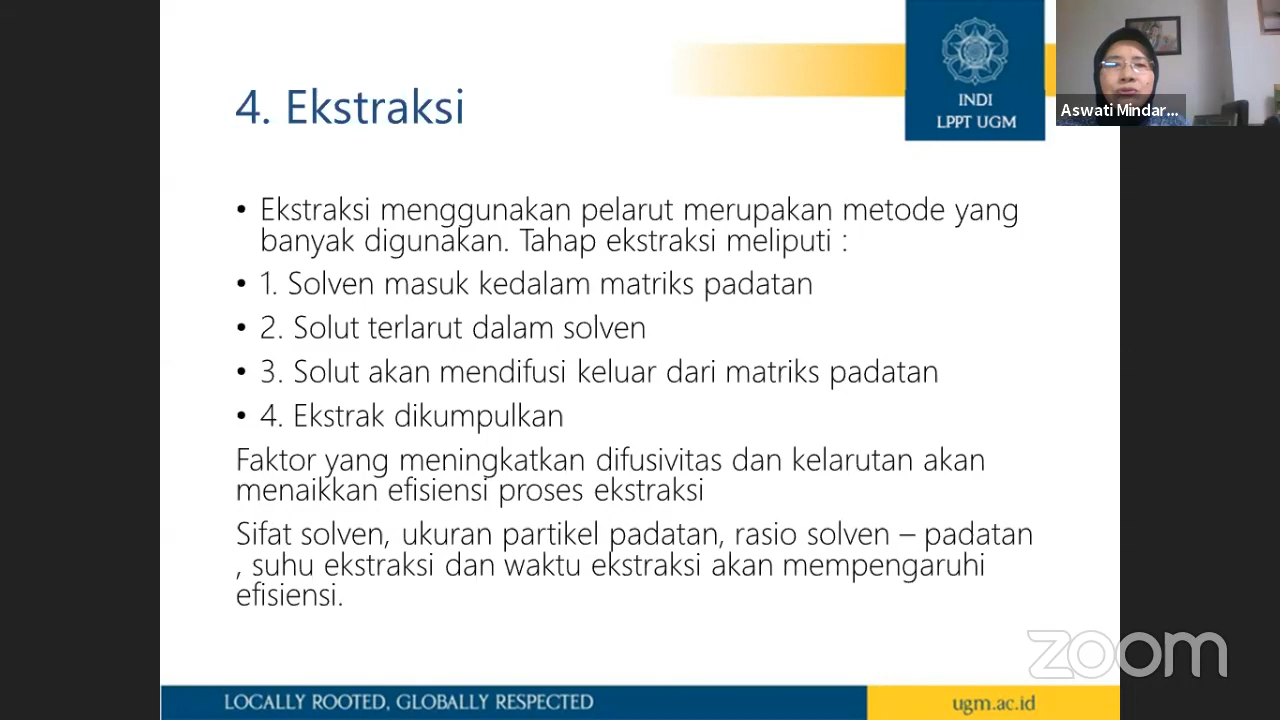 4. Ekstraksi
INDI
LPPT UGM
Aswati Mindar...
• Ekstraksi menggunakan pelarut merupakan metode yang
banyak digunakan. Tahap ekstraksi meliputi :
• 1. Solven masuk kedalam matriks padatan
• 2. Solut terlarut dalam solven
• 3. Solut akan mendifusi keluar dari matriks padatan
• 4. Ekstrak dikumpulkan
Faktor yang meningkatkan difusivitas dan kelarutan akan
menaikkan efisiensi proses ekstraksi
Sifat solven, ukuran partikel padatan, rasio solven – padatan
, suhu ekstraksi dan waktu ekstraksi akan mempengaruhi
efisiensi.
zoom
LOCALLY ROOTED, GLOBALLY RESPECTED
ugm.ac.id